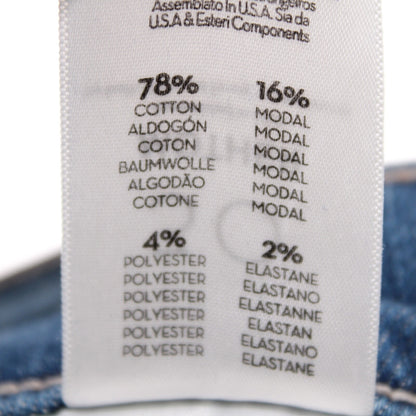 Assemblato In U.S.A. Sia da
U.S.A & Esteri Components
78%
COTTON
ALDOGÓN
COTON
BAUMWOLLE
ALGODÃO
COTONE
16%
MODAL
MODAL
MODAL
MODAL
MODAL
MODAL
4%
POLYESTER
POLYESTER
POLYESTER
POLYESTER
POLYESTER
POLYESTER
2%
ELASTANE
ELASTANO
ELASTANNE
ELASTAN
ELASTANO
ELASTANE